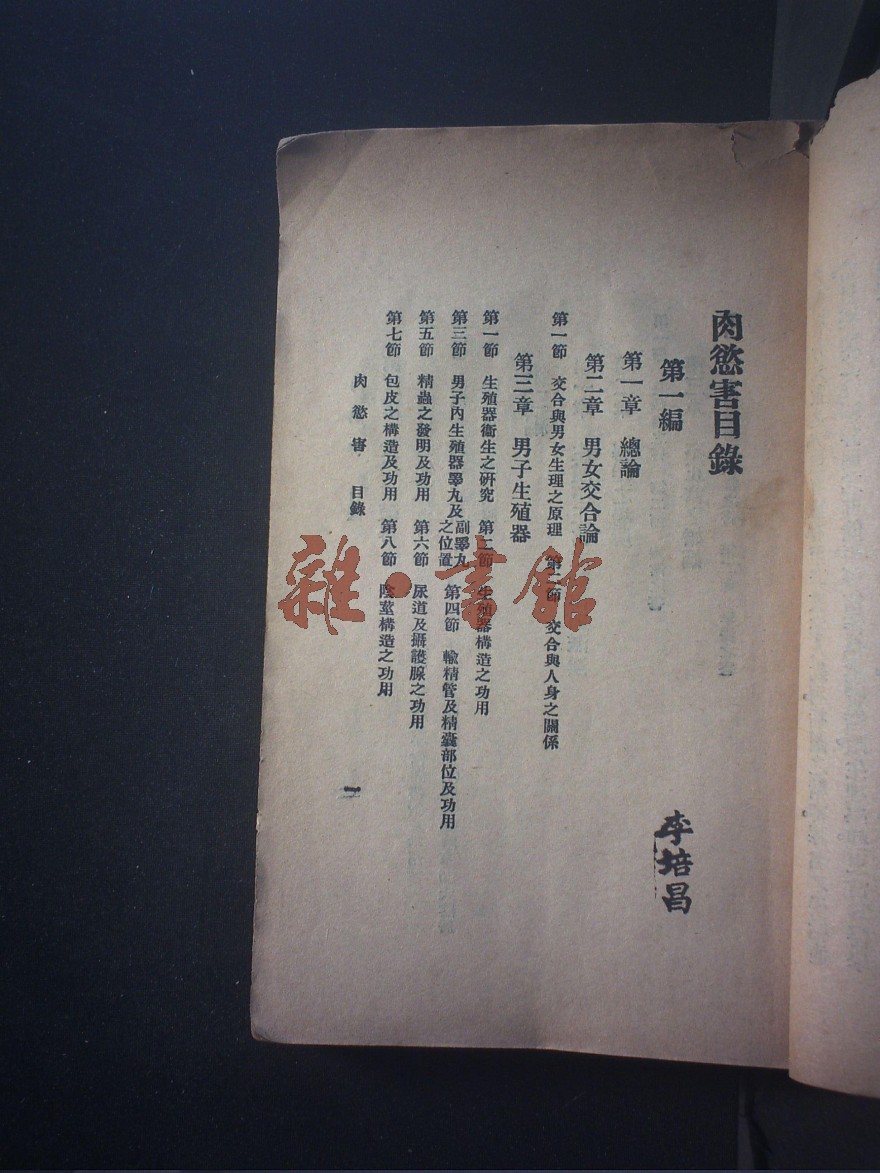 肉慾害目錄
第一編
李培昌
第一章 總論
第二章 男女交合論
第一節 交合與男女生理之原理 第二節 交合與人身之關係
第三章 男子生殖器
第一節 生殖器衞生之研究 第二節 生殖器構造之功用
第三節 男子內生殖器睪丸及副睪丸之位置 第四節 輸精管及精囊部位及功用
第五節 精蟲之發明及功用 第六節 尿道及攝護腺之功用
第七節 包皮之構造及功用 第八節 陰莖構造之功用
肉慾害 目錄
一
雜·書館